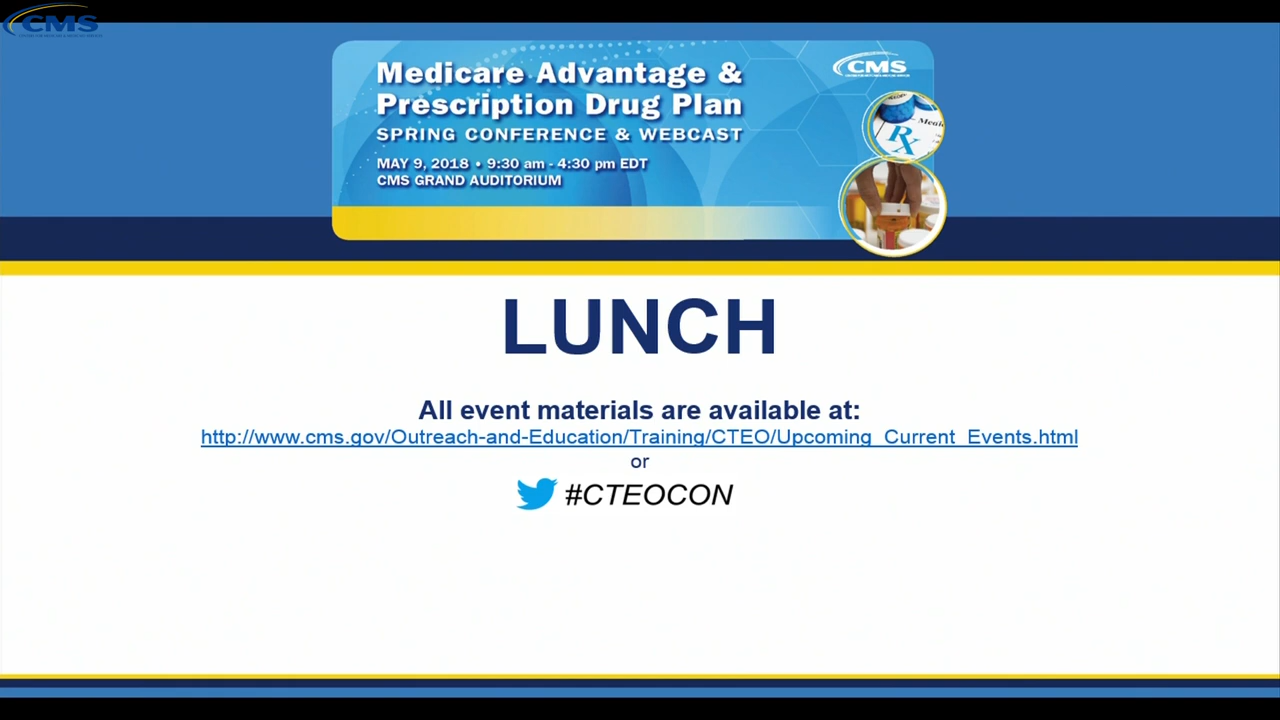 CMS
Medicare Advantage &
Prescription Drug Plan
SPRING CONFERENCE & WEBCAST
MAY 9, 2018 • 9:30 am - 4:30 pm EDT
CMS GRAND AUDITORIUM
CMS
Rx
LUNCH
All event materials are available at:
http://www.cms.gov/Outreach-and-Education/Training/CTEO/Upcoming_Current_Events.html
or
#CTEOCON